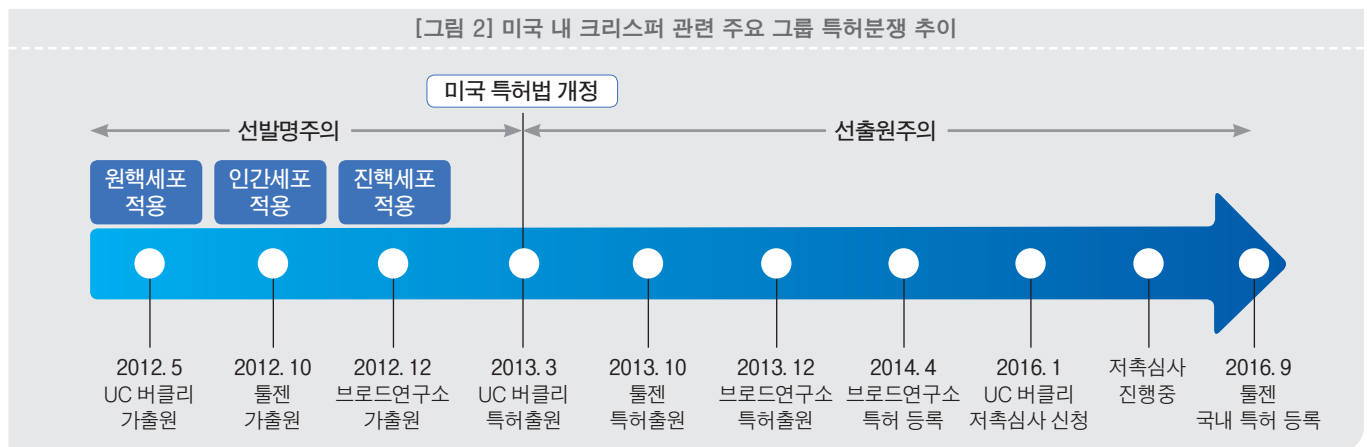 [그림 2] 미국 내 크리스퍼 관련 주요 그룹 특허분쟁 추이
미국 특허법 개정
선발명주의
선출원주의
원핵세포
적용
인간세포
적용
진핵세포
적용
2012. 5
UC 버클리
가출원
2012. 10
툴젠
가출원
2012. 12
브로드연구소
가출원
2013. 3
UC 버클리
특허출원
2013. 10
툴젠
특허출원
2013. 12
브로드연구소
특허출원
2014. 4
브로드연구소
특허 등록
2016. 1
UC 버클리
저촉심사 신청
저촉심사
진행중
2016. 9
툴젠
국내 특허 등록